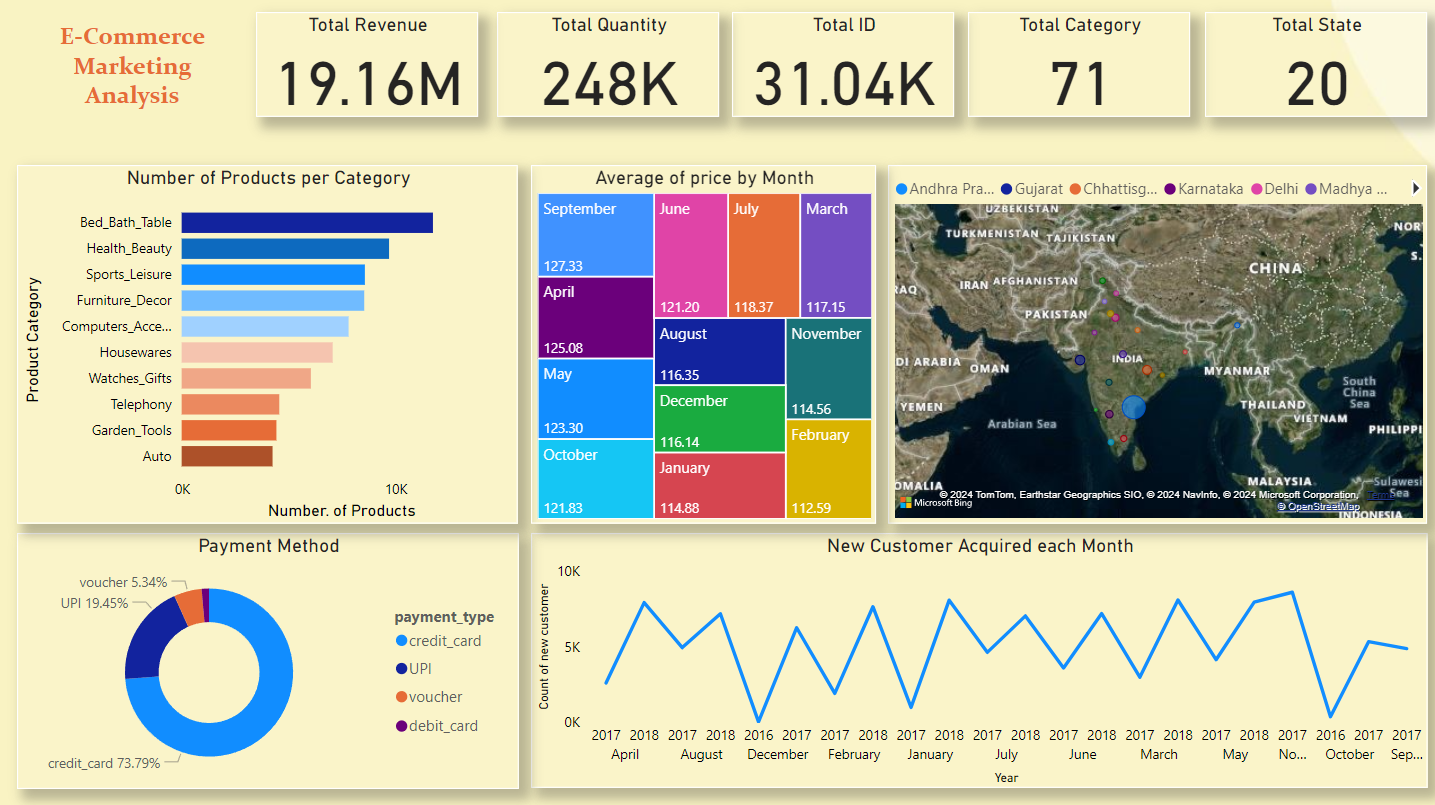 E-Commerce
Marketing
Analysis
Total Revenue
19.16M
Total Quantity
248K
Total ID
31.04K
Total Category
71
Total State
20
Number of Products per Category
Product Category
Bed_Bath_Table
Health_Beauty
Sports_Leisure
Furniture_Decor
Computers_Acce...
Housewares
Watches_Gifts
Telephony
Garden_Tools
Auto
0K 10K
Number. of Products
Average of price by Month
September
127.33
April
125.08
May
123.30
October
121.83
June
121.20
July
118.37
March
117.15
August
116.35
December
116.14
January
114.88
November
114.56
February
112.59
Andhra Pra... Gujarat Chhattisg... Karnataka Delhi Madhya ...
UZBEKISTAN
TURKMENISTAN
TAJIKISTAN
CHINA
NOR
S.
IRAN
AFGHANISTAN
RAQ
PAKISTAN
DI ARABIA
OMAN
INDIA
MYANMAR
YEMEN
Arabian Sea
THAILAND
VIETNAM
South
China
Sea
PHILIPPI
OMALIA
MALAYSIA
Sulawesi
Sea
INDONESIA
Microsoft Bing
© 2024 TomTom, Earthstar Geographics SIO, © 2024 NavInfo, © 2024 Microsoft Corporation, Terms
© OpenStreetMap
Payment Method
voucher 5.34%
UPI 19.45%
credit_card 73.79%
payment_type
credit_card
UPI
voucher
debit_card
New Customer Acquired each Month
Count of new customer
10K
5K
0K
2017 2018 2017 2018 2016 2017 2017 2018 2017 2018 2017 2018 2017 2018 2017 2018 2017 2018 2017 2016 2017 2017
April August December February January July June March May No... October Sep...
Year